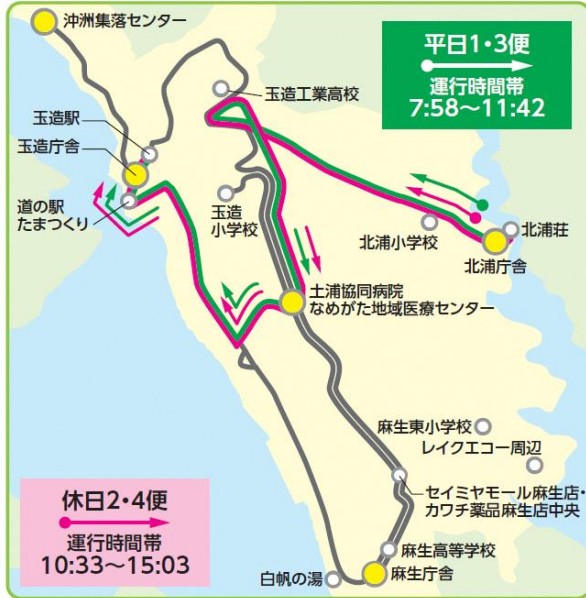 沖洲集落センター
平日1・3便
運行時間帯
7:58～11:42
玉造工業高校
玉造駅
玉造庁舎
道の駅
たまつくり
玉造
小学校
北浦小学校
北浦荘
北浦庁舎
土浦協同病院
なめがた地域医療センター
麻生東小学校
レイクエコー周辺
セイミヤモール麻生店・
カワチ薬品麻生店中央
休日2・4便
運行時間帯
10:33～15:03
麻生高等学校
白帆の湯
麻生庁舎